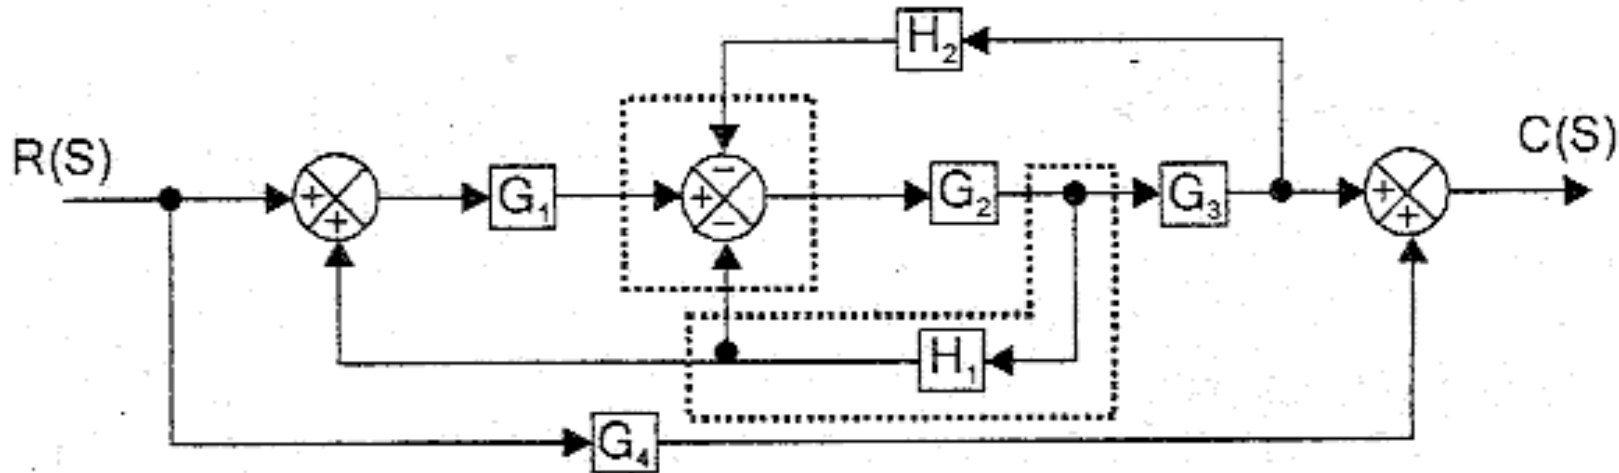 H₂
R(S)
C(S)
+
+
G₁
−
+
−
G₂
G₃
+
+
H₁
G₄